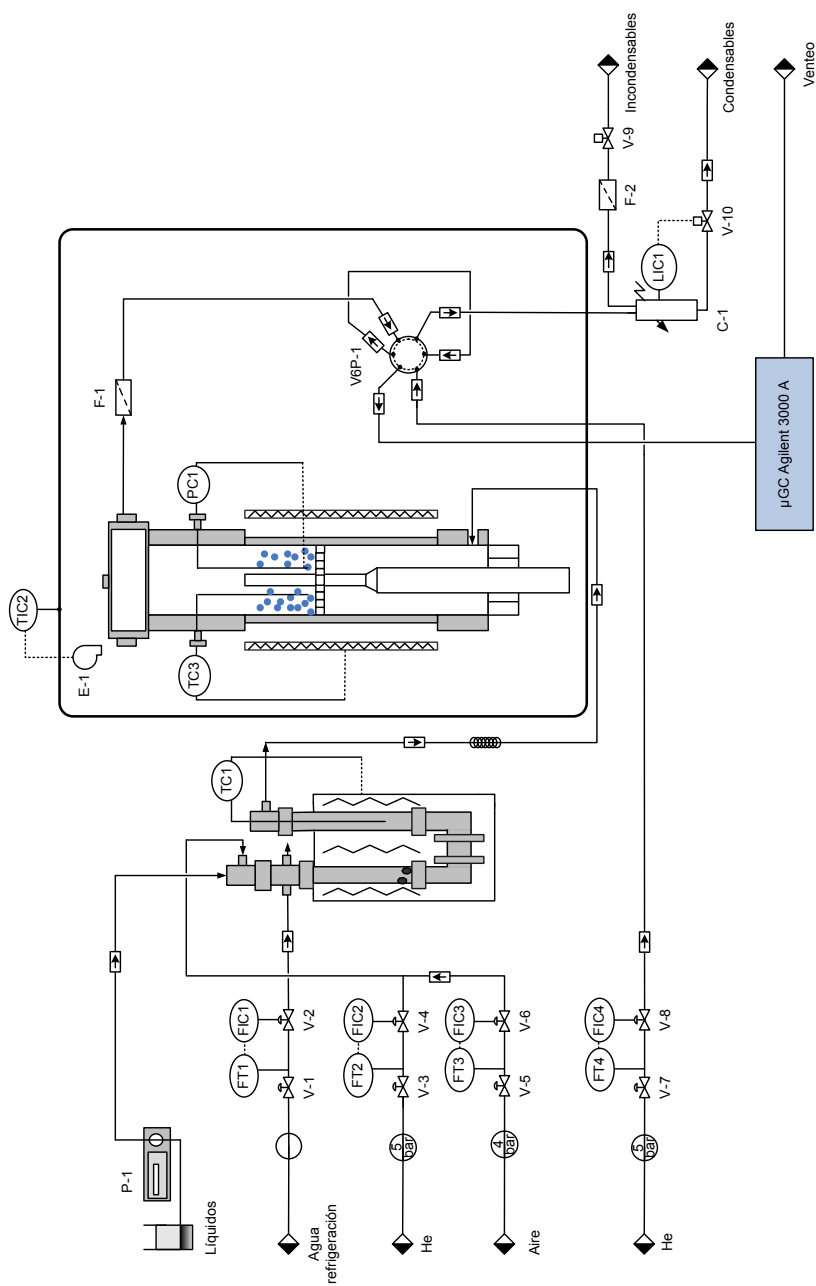 TIC2
E-1
F-1
TC3
PC1
V6P-1
TC1
V-9
Incondensables
F-2
Condensables
LIC1
V-10
C-1
Venteo
µGC Agilent 3000 A
P-1
Líquidos
FT1
FIC1
V-1
V-2
Agua
refrigeración
FT2
FIC2
V-3
V-4
5
bar
He
FT3
FIC3
V-5
V-6
4
bar
Aire
FT4
FIC4
V-7
V-8
5
bar
He